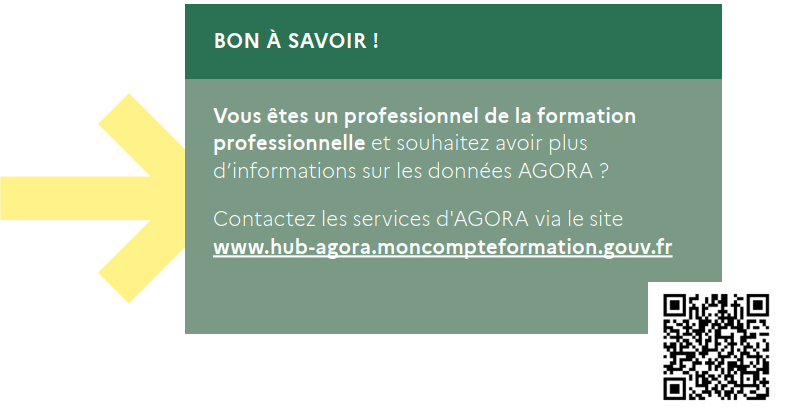 BON À SAVOIR !
Vous êtes un professionnel de la formation
professionnelle et souhaitez avoir plus
d’informations sur les données AGORA ?
Contactez les services d'AGORA via le site
www.hub-agora.moncompteformation.gouv.fr